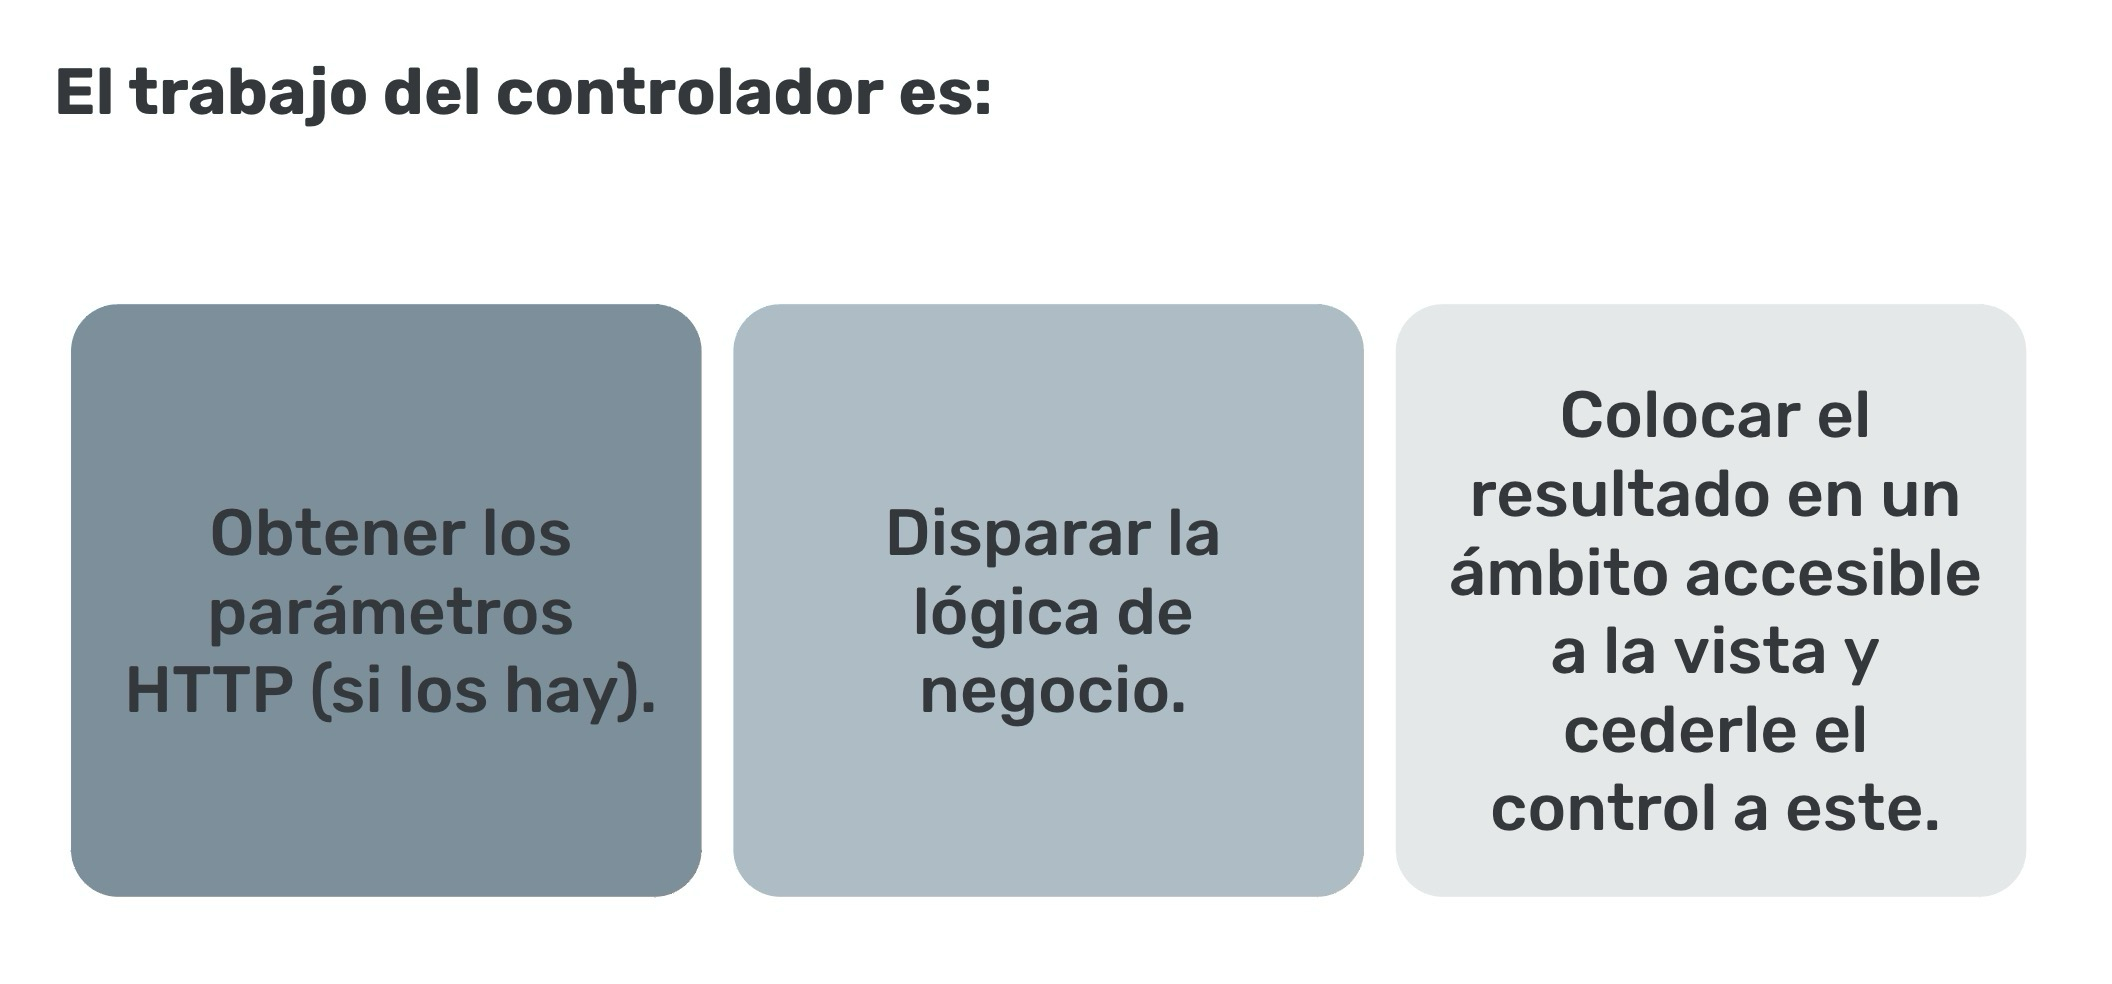 El trabajo del controlador es:
Obtener los
parámetros
HTTP (si los hay).
Disparar la
lógica de
negocio.
Colocar el
resultado en un
ámbito accesible
a la vista y
cederle el
control a este.